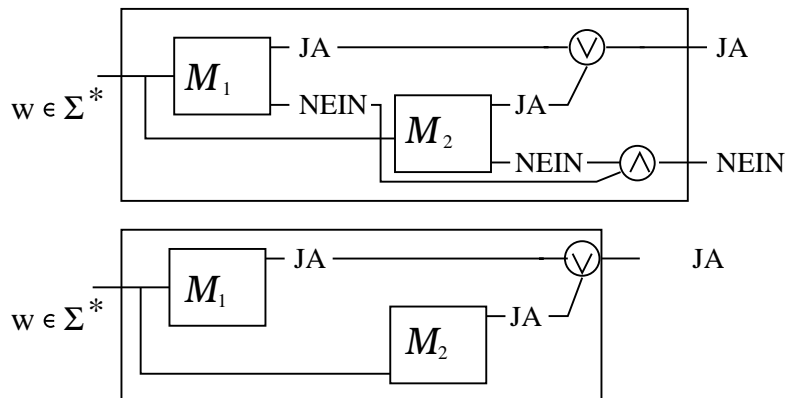 JA ∨ JA
M₁
w ∈ Σ* NEIN JA
M₂
NEIN ∧ NEIN
JA ∨ JA
M₁
w ∈ Σ* JA
M₂